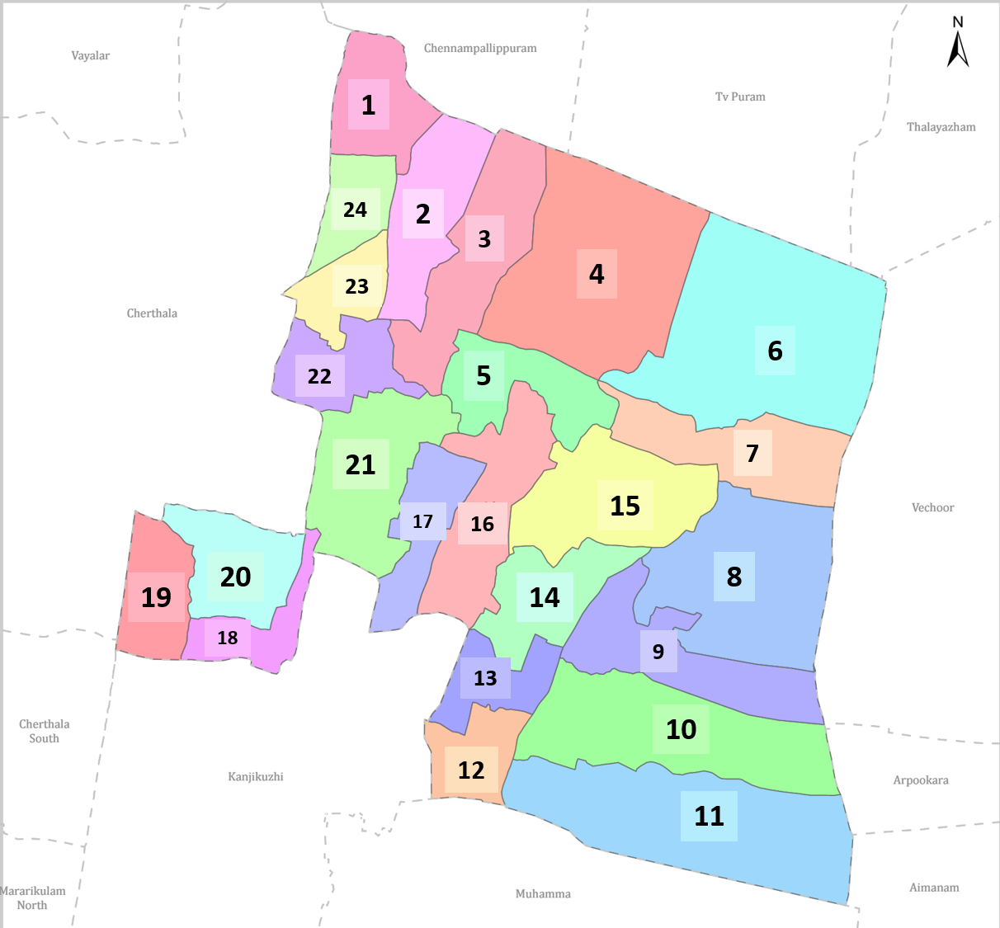 N
Chennampallippuram
Vayalar
Tv Puram
1
Thalayazham
24
2
3
4
23
Cherthala
6
5
22
7
21
15
Vechoor
17
16
20
8
19
14
18
9
13
10
Cherthala
South
12
Kanjikuzhi
Arpookara
11
Mararikulam
North
Muhamma
Aimanam